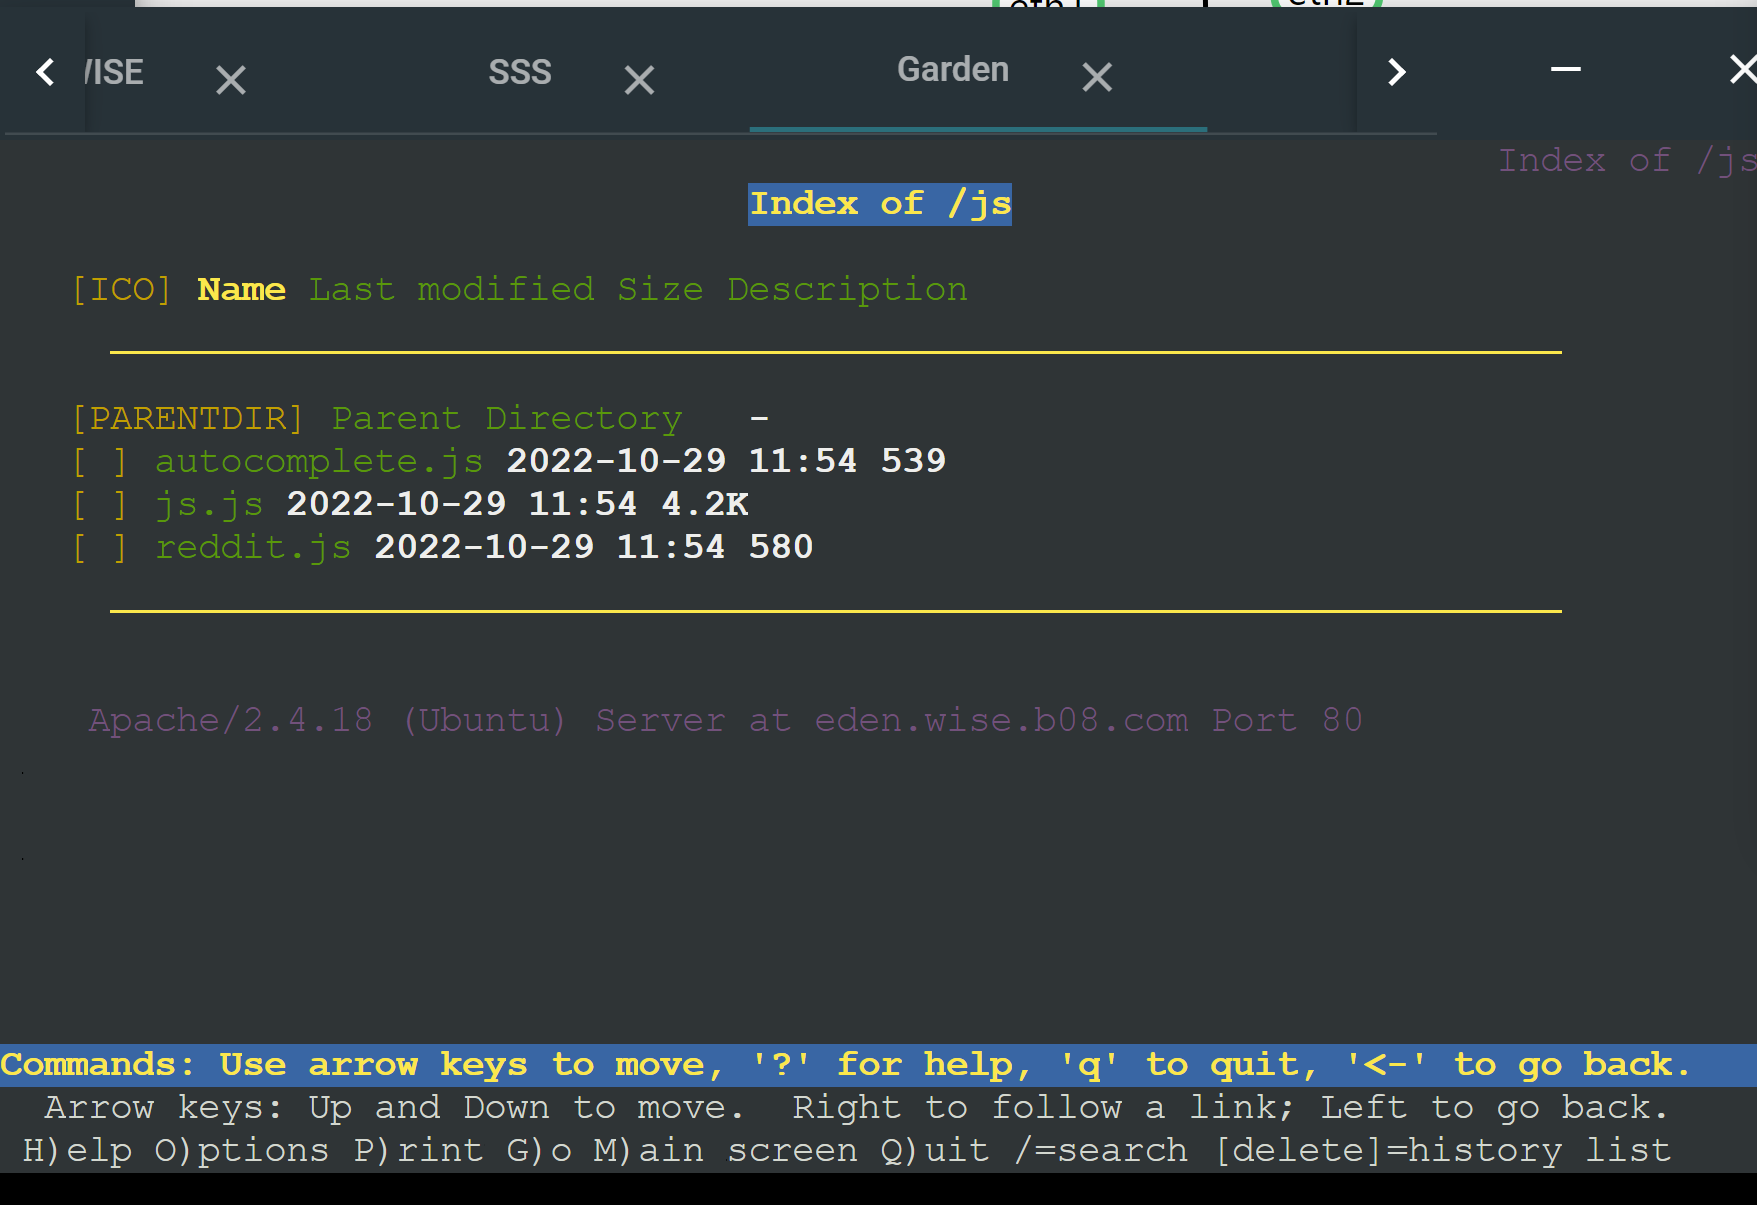 SSS
Garden
Index of /js
Index of /js
[ICO] Name Last modified Size Description
[PARENTDIR] Parent Directory   -
[ ] autocomplete.js 2022-10-29 11:54 539
[ ] js.js 2022-10-29 11:54 4.2K
[ ] reddit.js 2022-10-29 11:54 580
Apache/2.4.18 (Ubuntu) Server at eden.wise.b08.com Port 80
Commands: Use arrow keys to move, '?' for help, 'q' to quit, '<-' to go back.
Arrow keys: Up and Down to move.  Right to follow a link; Left to go back.
H)elp O)ptions P)rint G)o M)ain screen Q)uit /=search [delete]=history list